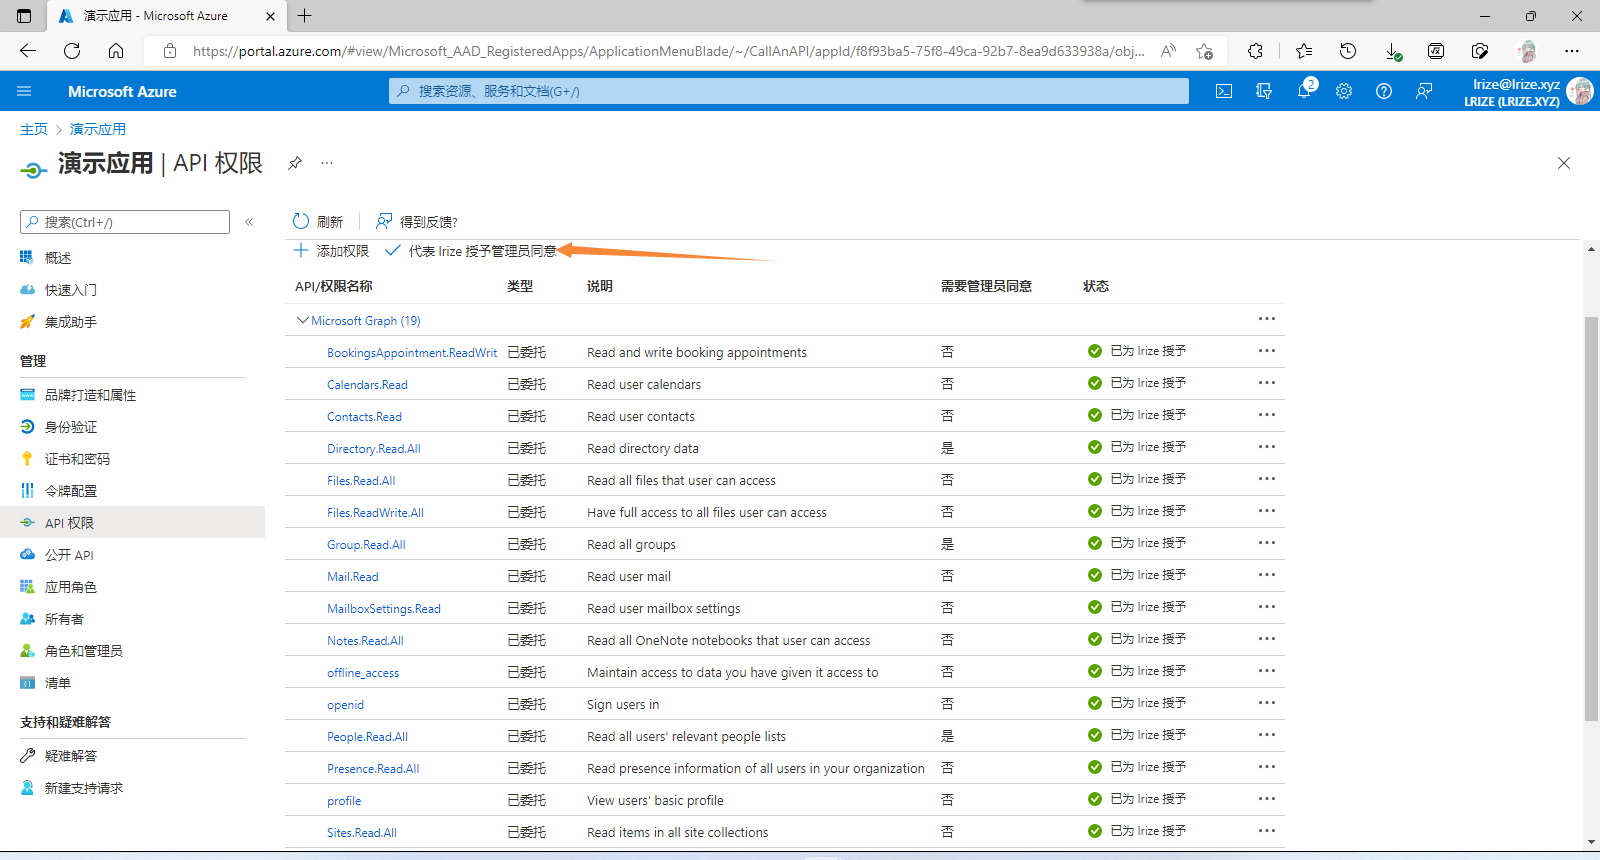 演示应用 - Microsoft Azure
https://portal.azure.com/#view/Microsoft_AAD_RegisteredApps/ApplicationMenuBlade/~/CallAnAPI/appId/f8f93ba5-75f8-49ca-92b7-8ea9d633938a/obj...
Microsoft Azure
搜索资源、服务和文档(G+/)
2
lrize@lrize.xyz
LRIZE (LRIZE.XYZ)
主页 > 演示应用
演示应用 | API 权限
搜索(Ctrl+/)
概述
快速入门
集成助手
管理
品牌打造和属性
身份验证
证书和密码
令牌配置
API 权限
公开 API
应用角色
所有者
角色和管理员
清单
支持和疑难解答
疑难解答
新建支持请求
刷新 得到反馈?
添加权限 代表 lrize 授予管理员同意
API/权限名称 类型 说明 需要管理员同意 状态
Microsoft Graph (19)
BookingsAppointment.ReadWrit 已委托 Read and write booking appointments 否 已为 lrize 授予
Calendars.Read 已委托 Read user calendars 否 已为 lrize 授予
Contacts.Read 已委托 Read user contacts 否 已为 lrize 授予
Directory.Read.All 已委托 Read directory data 是 已为 lrize 授予
Files.Read.All 已委托 Read all files that user can access 否 已为 lrize 授予
Files.ReadWrite.All 已委托 Have full access to all files user can access 否 已为 lrize 授予
Group.Read.All 已委托 Read all groups 是 已为 lrize 授予
Mail.Read 已委托 Read user mail 否 已为 lrize 授予
MailboxSettings.Read 已委托 Read user mailbox settings 否 已为 lrize 授予
Notes.Read.All 已委托 Read all OneNote notebooks that user can access 否 已为 lrize 授予
offline_access 已委托 Maintain access to data you have given it access to 否 已为 lrize 授予
openid 已委托 Sign users in 否 已为 lrize 授予
People.Read.All 已委托 Read all users' relevant people lists 是 已为 lrize 授予
Presence.Read.All 已委托 Read presence information of all users in your organization 否 已为 lrize 授予
profile 已委托 View users' basic profile 否 已为 lrize 授予
Sites.Read.All 已委托 Read items in all site collections 否 已为 lrize 授予